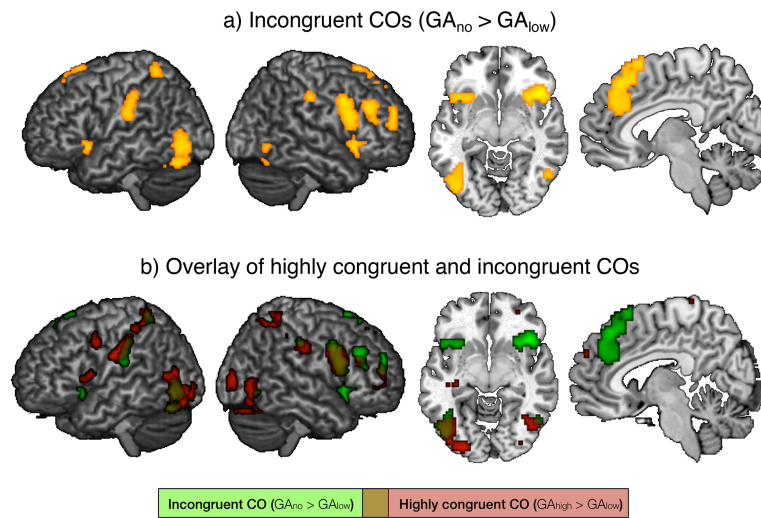 a) Incongruent COs (GAno > GAlow)
b) Overlay of highly congruent and incongruent COs
Incongruent CO (GAno > GAlow) Highly congruent CO (GAhigh > GAlow)